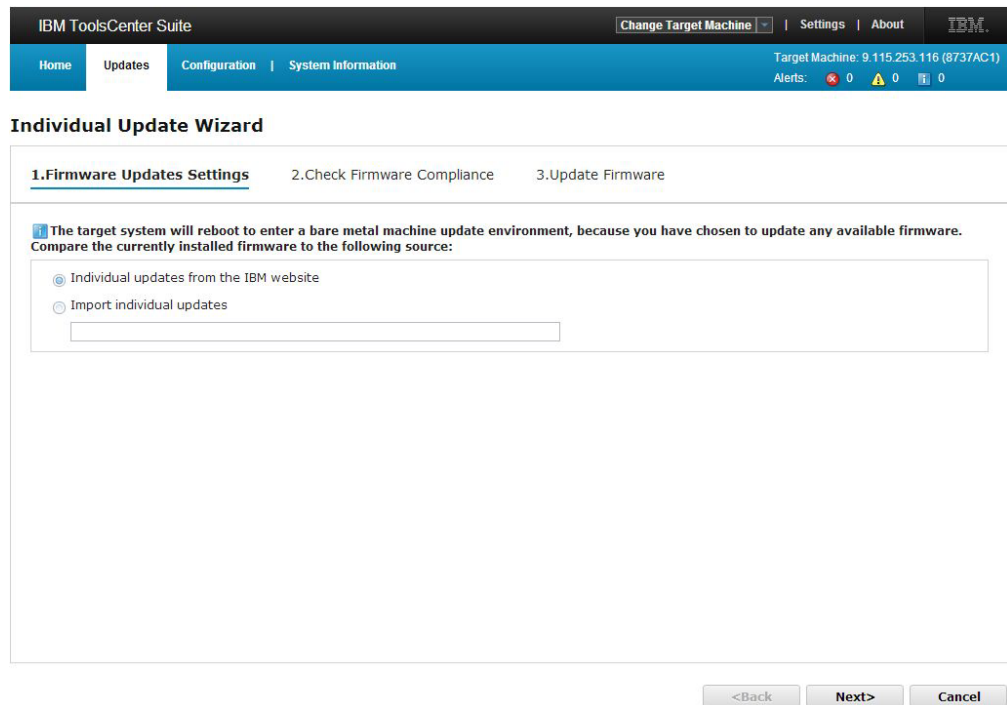 IBM ToolsCenter Suite
Change Target Machine | Settings | About IBM.
Home Updates Configuration | System Information
Target Machine: 9.115.253.116 (8737AC1)
Alerts: 0 0 0
Individual Update Wizard
1.Firmware Updates Settings 2.Check Firmware Compliance 3.Update Firmware
The target system will reboot to enter a bare metal machine update environment, because you have chosen to update any available firmware.
Compare the currently installed firmware to the following source:
Individual updates from the IBM website
Import individual updates
<Back Next> Cancel